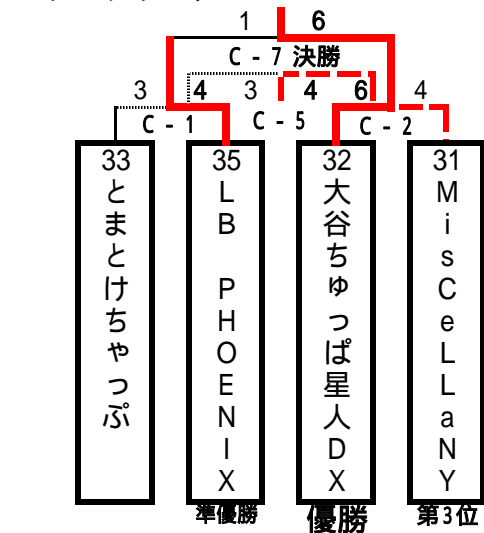 1 6
C - 7 決勝
3 4 3 4 6 4
C - 1 C - 5 C - 2
33 35 32 31
とまとけちゃっぷ
LB PHOENIX
大谷ちゅっぱ星人DX
MisCeLLaNY
準優勝 優勝 第3位